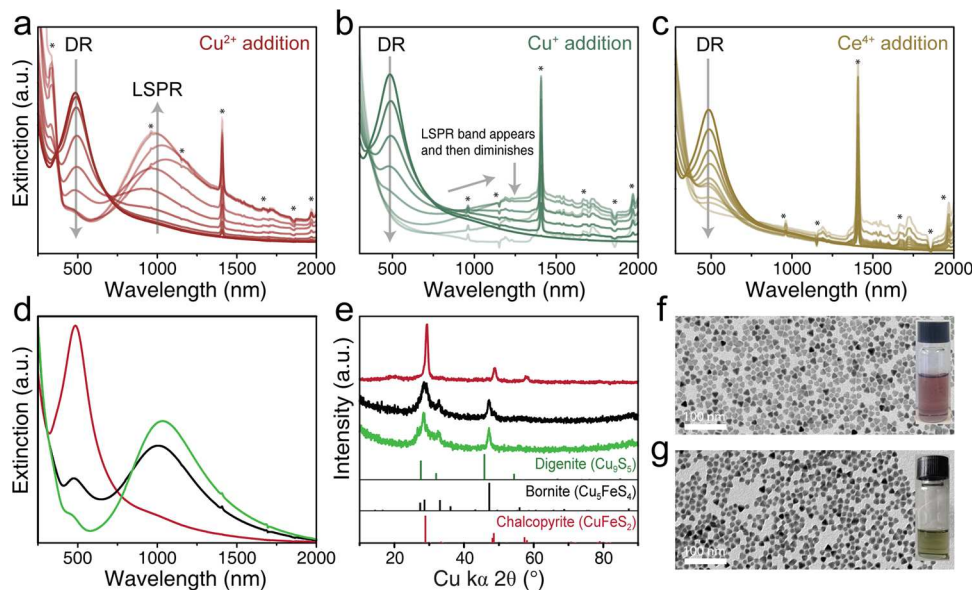 a
Cu²⁺ addition
DR
LSPR
*
*
*
*
*
*
*
Extinction (a.u.)
500
1000
1500
2000
Wavelength (nm)
b
Cu⁺ addition
DR
LSPR band appears
and then diminishes
*
*
*
*
*
*
500
1000
1500
2000
Wavelength (nm)
c
Ce⁴⁺ addition
DR
*
*
*
*
*
*
500
1000
1500
2000
Wavelength (nm)
d
Extinction (a.u.)
500
1000
1500
2000
Wavelength (nm)
e
Intensity (a.u.)
Digenite (Cu₉S₅)
Bornite (Cu₅FeS₄)
Chalcopyrite (CuFeS₂)
20
40
60
80
Cu kα 2θ (°)
f
100 nm
g
100 nm